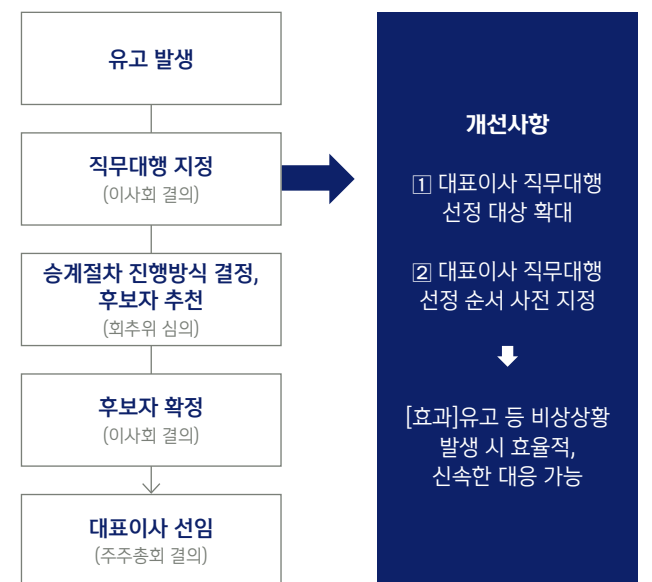 유고 발생
직무대행 지정
(이사회 결의)
승계절차 진행방식 결정,
후보자 추천
(회추위 심의)
후보자 확정
(이사회 결의)
대표이사 선임
(주주총회 결의)
개선사항
1 대표이사 직무대행
선정 대상 확대
2 대표이사 직무대행
선정 순서 사전 지정
[효과]유고 등 비상상황
발생 시 효율적,
신속한 대응 가능